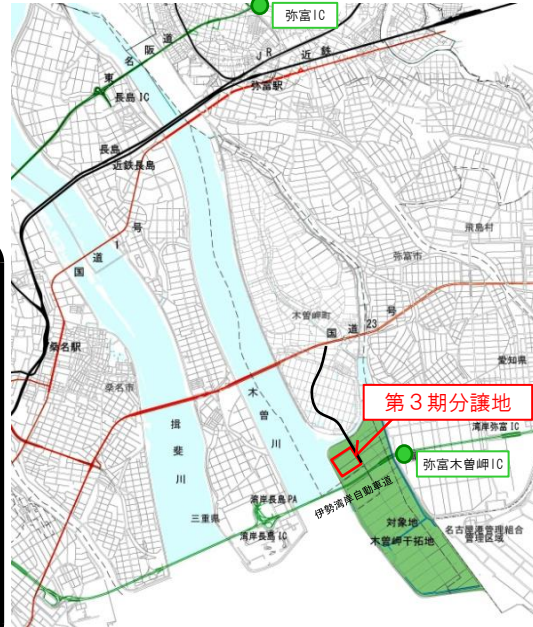 弥富IC
東名阪道
JR 近鉄
弥富駅
長島IC
長島
近鉄長島
国道1号
飛島村
弥富市
木曽岬町
国道23号
桑名駅
桑名市
愛知県
第3期分譲地
揖斐川
木曽川
湾岸弥富IC
弥富木曽岬IC
伊勢湾岸自動車道
湾岸長島PA
三重県
湾岸長島IC
対象地
木曽岬干拓地
名古屋港管理組合
管理区域